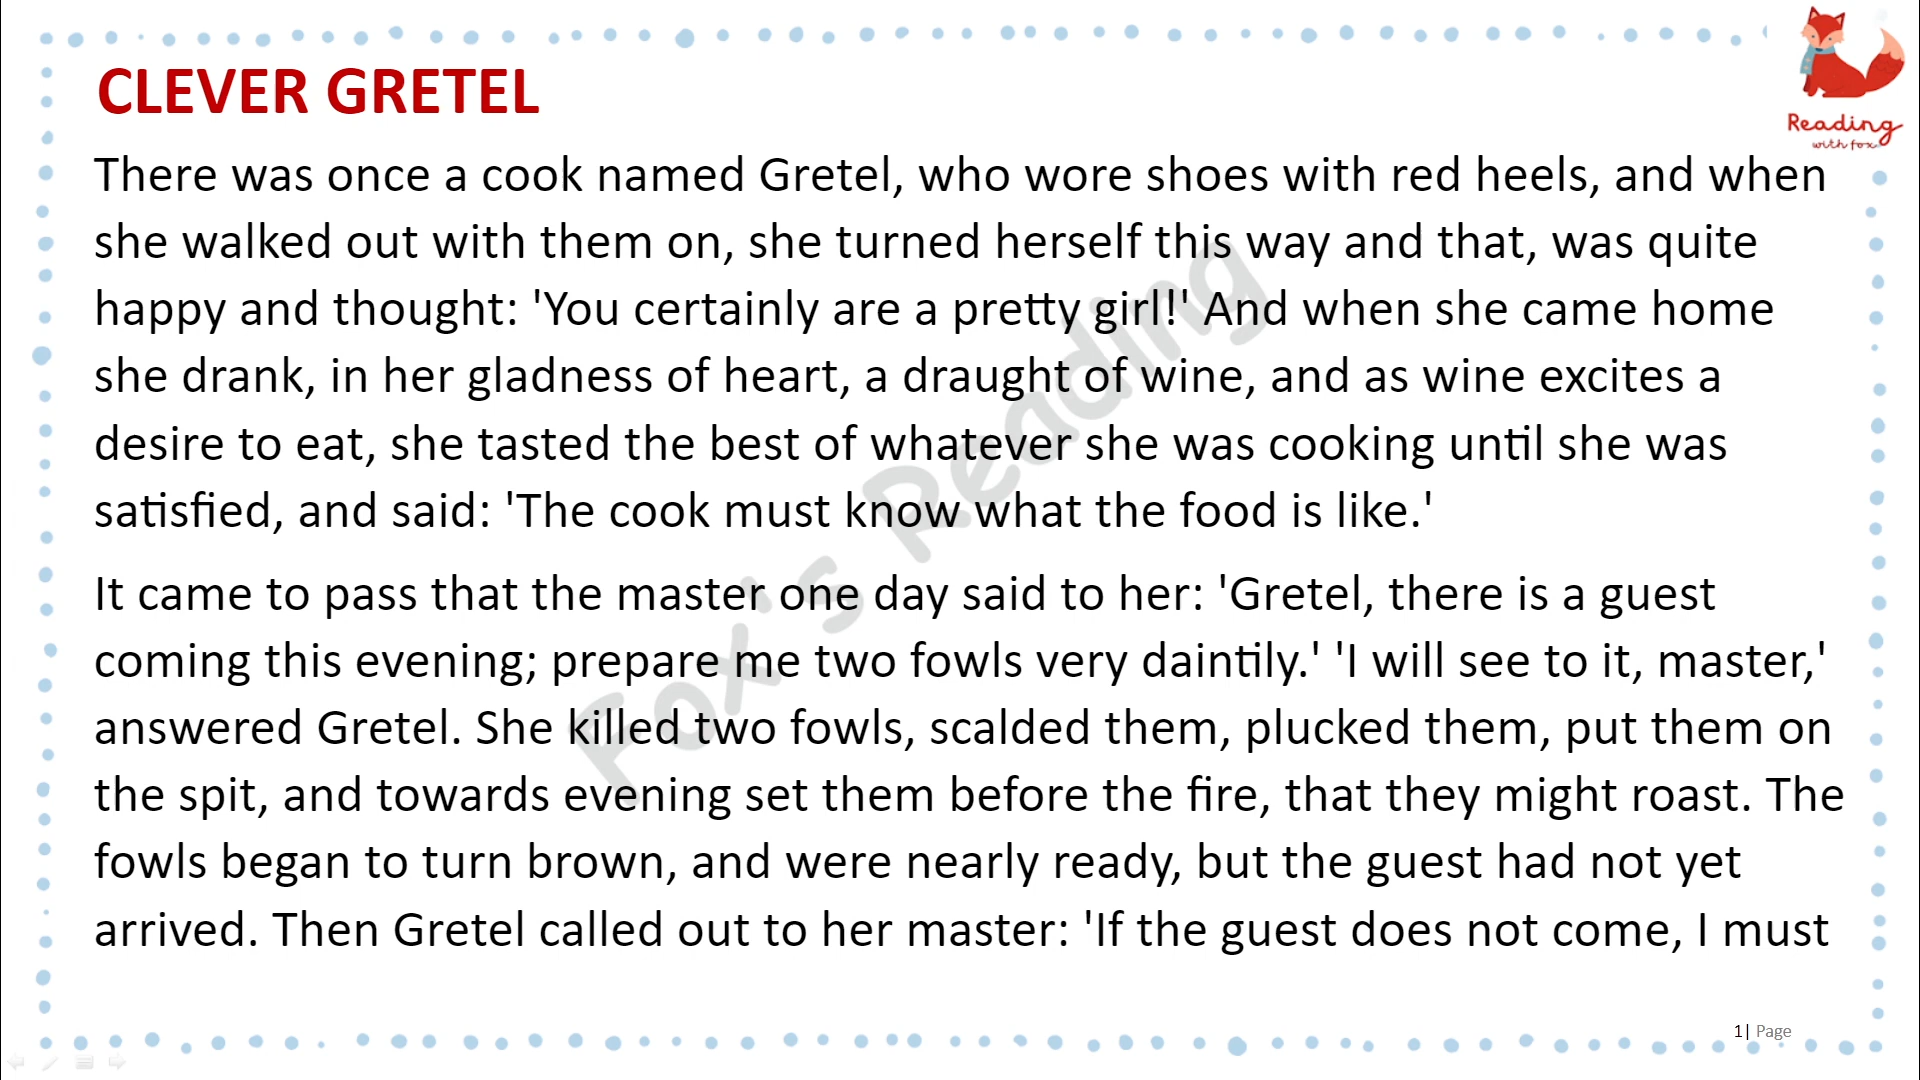 CLEVER GRETEL
Reading
with fox
There was once a cook named Gretel, who wore shoes with red heels, and when
she walked out with them on, she turned herself this way and that, was quite
happy and thought: 'You certainly are a pretty girl!' And when she came home
she drank, in her gladness of heart, a draught of wine, and as wine excites a
desire to eat, she tasted the best of whatever she was cooking until she was
satisfied, and said: 'The cook must know what the food is like.'
It came to pass that the master one day said to her: 'Gretel, there is a guest
coming this evening; prepare me two fowls very daintily.' 'I will see to it, master,'
answered Gretel. She killed two fowls, scalded them, plucked them, put them on
the spit, and towards evening set them before the fire, that they might roast. The
fowls began to turn brown, and were nearly ready, but the guest had not yet
arrived. Then Gretel called out to her master: 'If the guest does not come, I must
Fox's Reading
1| Page